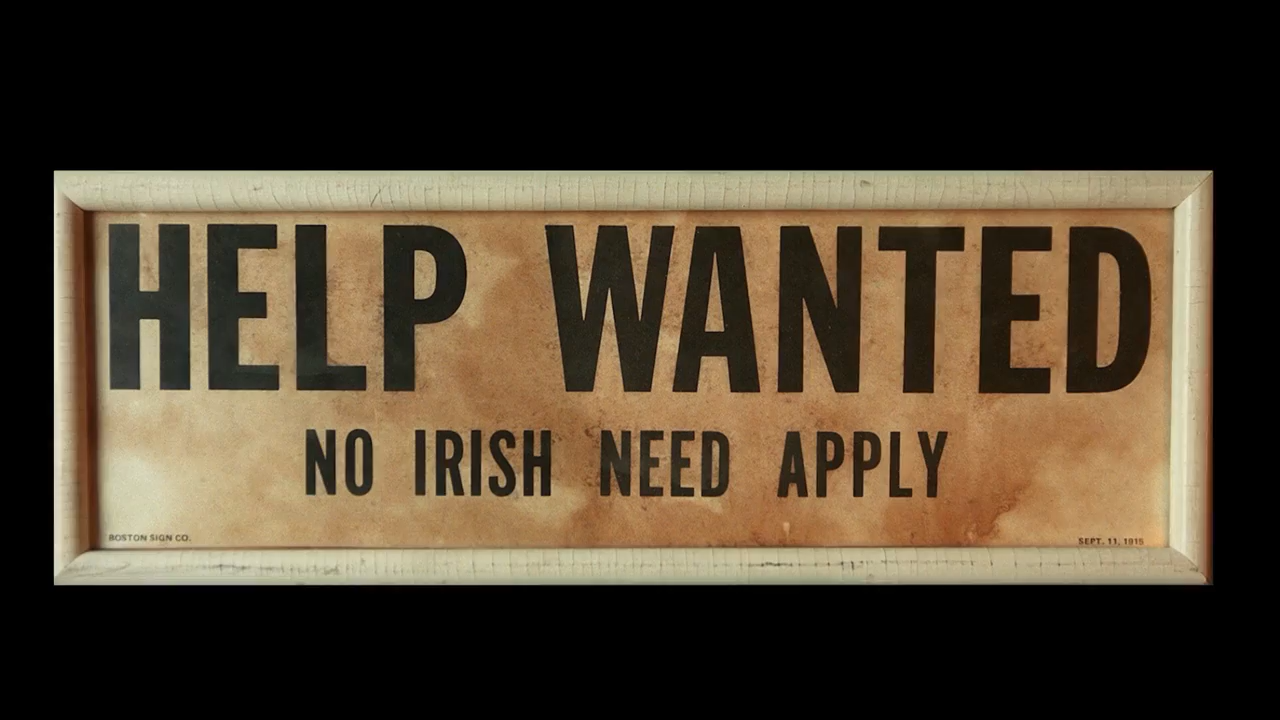 HELP WANTED
NO IRISH NEED APPLY
BOSTON SIGN CO.
SEPT. 11, 1915